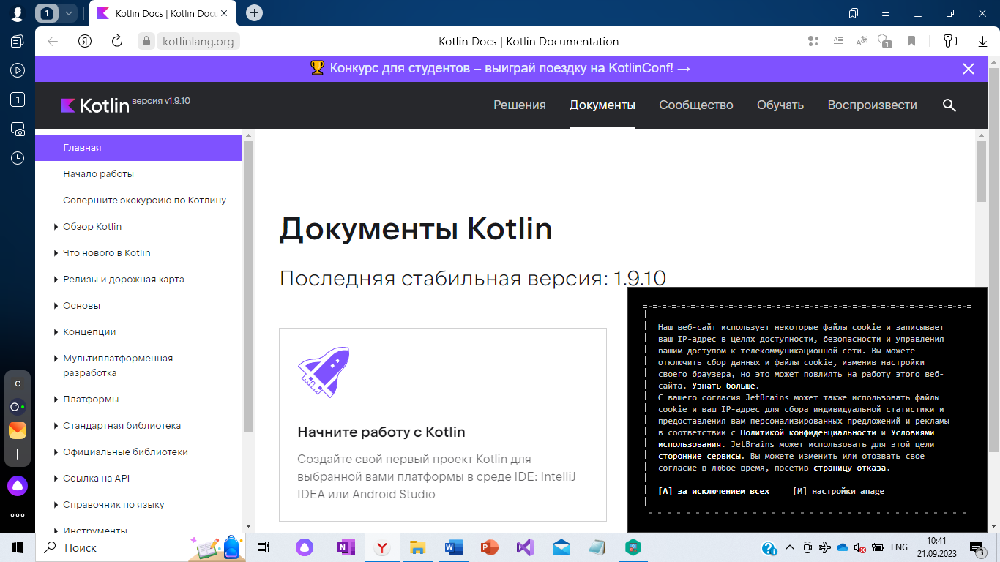 1
Kotlin Docs | Kotlin Docu
Я
kotlinlang.org
Kotlin Docs | Kotlin Documentation
1
Конкурс для студентов – выиграй поездку на KotlinConf! →
Kotlin версия v1.9.10
Решения
Документы
Сообщество
Обучать
Воспроизвести
1
Главная
Начало работы
Совершите экскурсию по Котлину
Обзор Kotlin
Что нового в Kotlin
Релизы и дорожная карта
Основы
Концепции
Мультиплатформенная
разработка
Платформы
Стандартная библиотека
Официальные библиотеки
Ссылка на API
Справочник по языку
Инструменты
Документы Kotlin
Последняя стабильная версия: 1.9.10
Начните работу с Kotlin
Создайте свой первый проект Kotlin для
выбранной вами платформы в среде IDE: IntelliJ
IDEA или Android Studio
Наш веб-сайт использует некоторые файлы cookie и записывает
ваш IP-адрес в целях доступности, безопасности и управления
вашим доступом к телекоммуникационной сети. Вы можете
отключить сбор данных и файлы cookie, изменив настройки
своего браузера, но это может повлиять на работу этого веб-
сайта. Узнать больше.
С вашего согласия JetBrains может также использовать файлы
cookie и ваш IP-адрес для сбора индивидуальной статистики и
предоставления вам персонализированных предложений и рекламы
в соответствии с Политикой конфиденциальности и Условиями
использования. JetBrains может использовать для этой цели
сторонние сервисы. Вы можете изменить или отозвать свое
согласие в любое время, посетив страницу отказа.
[A] за исключением всех
[M] настройки anage
с
Поиск
N
Y
W
P
ENG
10:41
21.09.2023
3